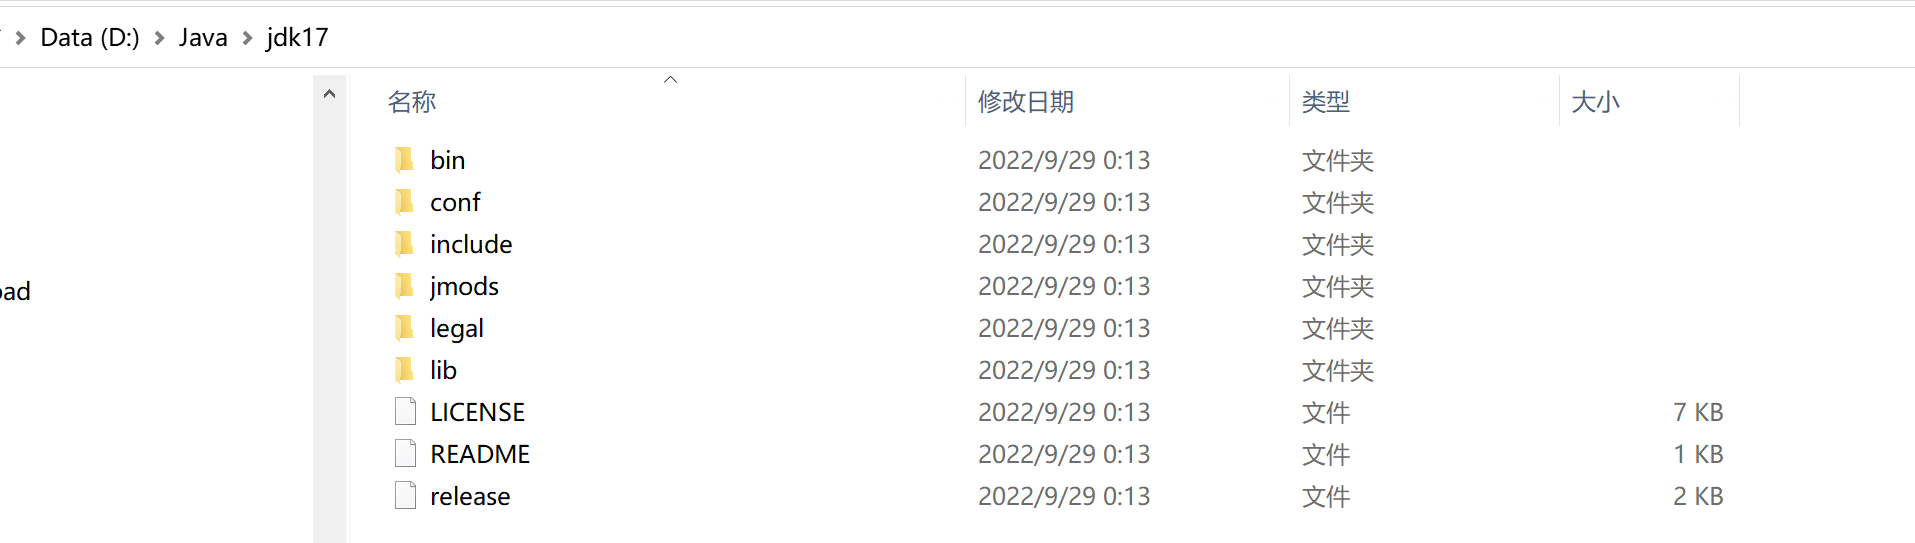 Data (D:) Java jdk17
名称 修改日期 类型 大小
bin 2022/9/29 0:13 文件夹
conf 2022/9/29 0:13 文件夹
include 2022/9/29 0:13 文件夹
jmods 2022/9/29 0:13 文件夹
legal 2022/9/29 0:13 文件夹
lib 2022/9/29 0:13 文件夹
LICENSE 2022/9/29 0:13 文件 7 KB
README 2022/9/29 0:13 文件 1 KB
release 2022/9/29 0:13 文件 2 KB